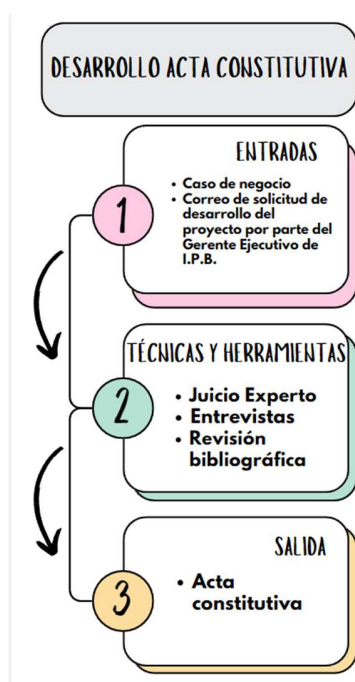 DESARROLLO ACTA CONSTITUTIVA
ENTRADAS
• Caso de negocio
• Correo de solicitud de
desarrollo del
proyecto por parte del
Gerente Ejecutivo de
I.P.B.
1
TÉCNICAS Y HERRAMIENTAS
2
• Juicio Experto
• Entrevistas
• Revisión
bibliográfica
SALIDA
3
• Acta
constitutiva